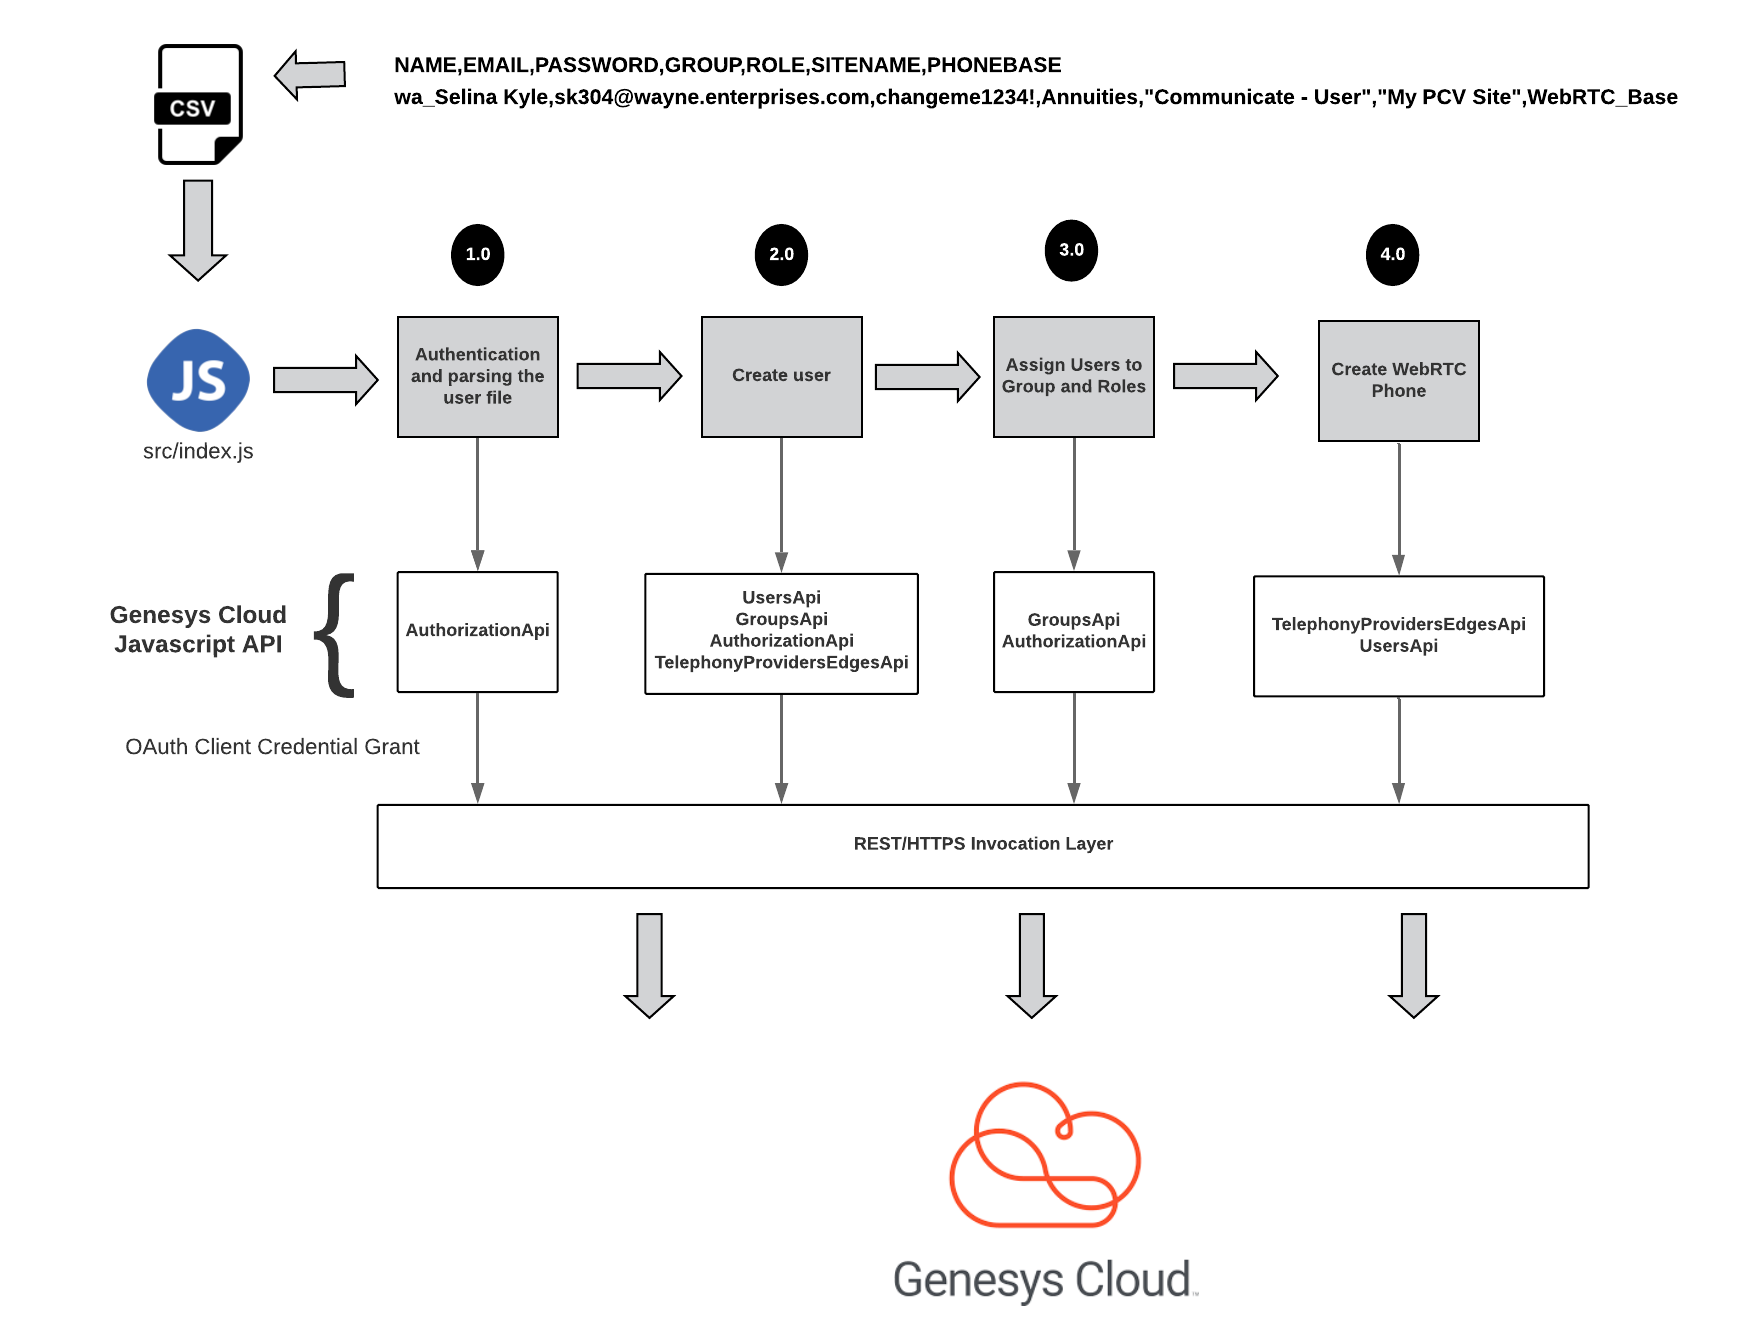 NAME,EMAIL,PASSWORD,GROUP,ROLE,SITENAME,PHONEBASE
wa_Selina Kyle,sk304@wayne.enterprises.com,changeme1234!,Annuities,"Communicate - User","My PCV Site",WebRTC_Base
CSV
1.0
2.0
3.0
4.0
JS
src/index.js
Authentication
and parsing the
user file
Create user
Assign Users to
Group and Roles
Create WebRTC
Phone
Genesys Cloud
Javascript API
{
AuthorizationApi
UsersApi
GroupsApi
AuthorizationApi
TelephonyProvidersEdgesApi
GroupsApi
AuthorizationApi
TelephonyProvidersEdgesApi
UsersApi
OAuth Client Credential Grant
REST/HTTPS Invocation Layer
Genesys Cloud™